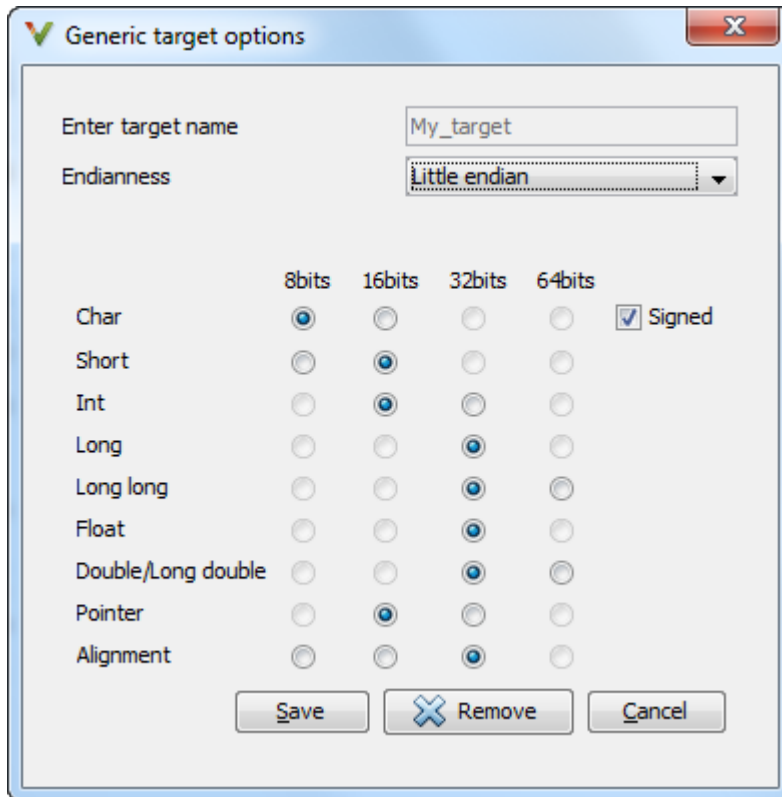 Generic target options
Enter target name My_target
Endianness Little endian
8bits 16bits 32bits 64bits
Char Signed
Short
Int
Long
Long long
Float
Double/Long double
Pointer
Alignment
Save Remove Cancel